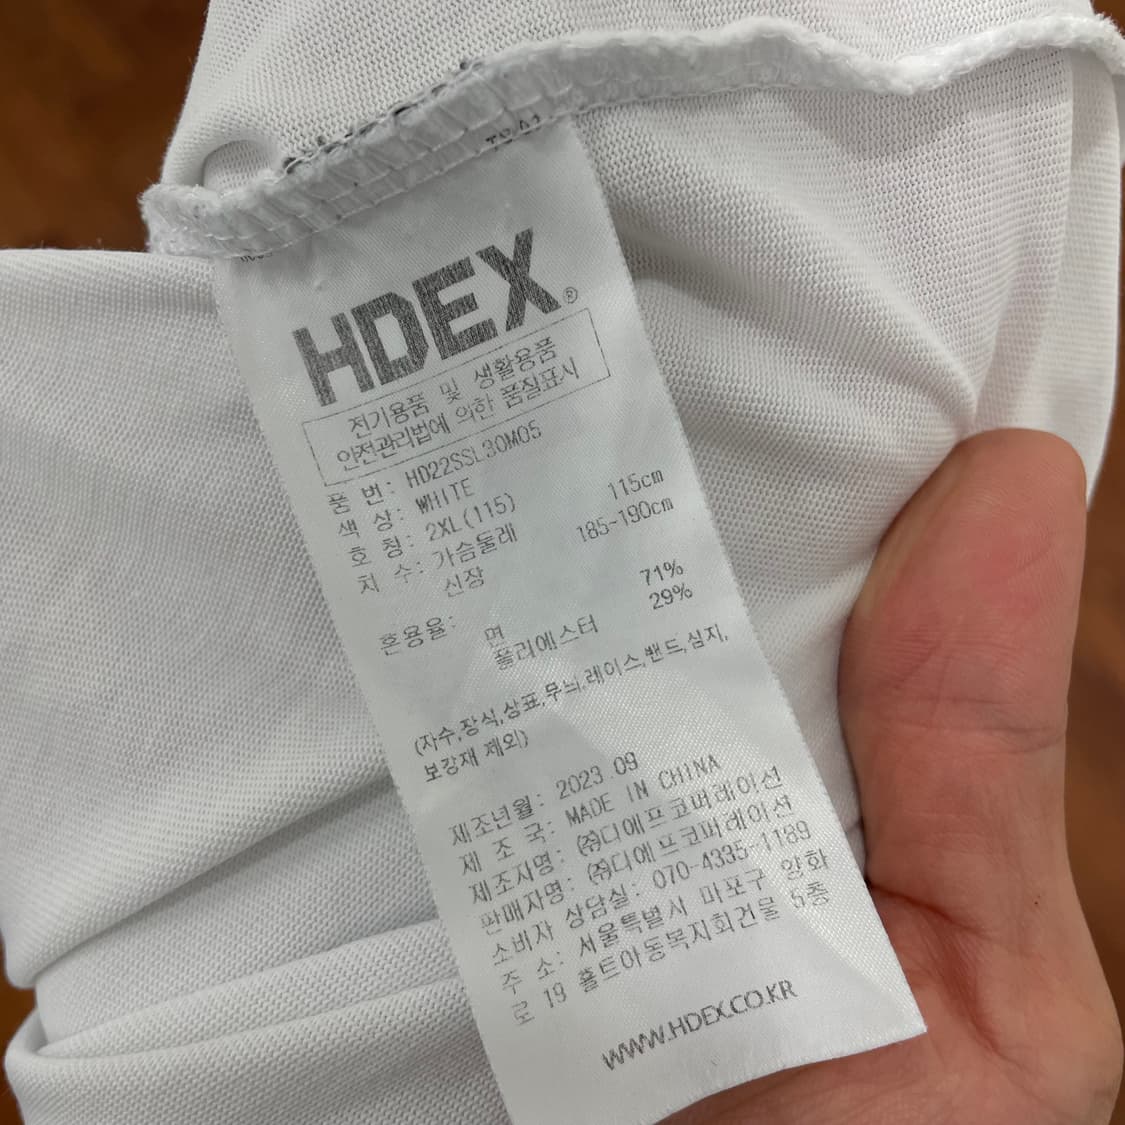 HDEX®
전기용품 및 생활용품
안전관리법에 의한 품질표시
품 번: HD22SSL30M05
색 상: WHITE
호 칭: 2XL(115)
치 수: 가슴둘레 115cm
신장 185-190cm
혼용율: 면 71%
폴리에스터 29%
(자수,장식,상표,무늬,레이스,밴드,심지,
보강재 제외)
제조년월: 2023.09
제 조 국: MADE IN CHINA
제조자명: ㈜디에프코퍼레이션
판매자명: ㈜디에프코퍼레이션
소비자 상담실: 070-4335-1189
주 소: 서울특별시 마포구 양화
로 19 홀트아동복지회건물 5층
WWW.HDEX.CO.KR